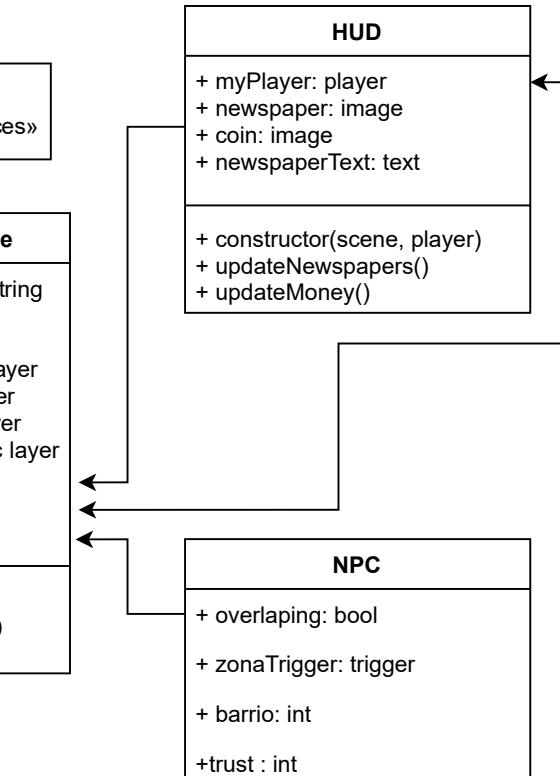 HUD
+ myPlayer: player
+ newspaper: image
+ coin: image
+ newspaperText: text
+ constructor(scene, player)
+ updateNewspapers()
+ updateMoney()
NPC
+ overlaping: bool
+ zonaTrigger: trigger
+ barrio: int
+trust : int
layer